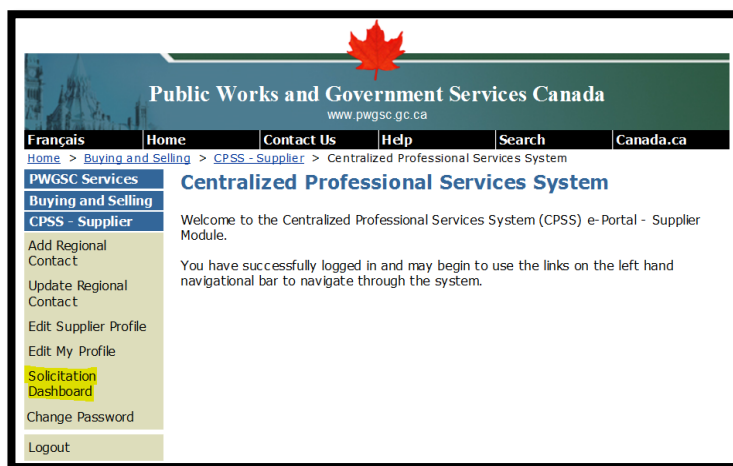 Public Works and Government Services Canada
www.pwgsc.gc.ca
Français Home Contact Us Help Search Canada.ca
Home > Buying and Selling > CPSS - Supplier > Centralized Professional Services System
PWGSC Services
Buying and Selling
CPSS - Supplier
Add Regional
Contact
Update Regional
Contact
Edit Supplier Profile
Edit My Profile
Solicitation
Dashboard
Change Password
Logout
Centralized Professional Services System
Welcome to the Centralized Professional Services System (CPSS) e-Portal - Supplier
Module.
You have successfully logged in and may begin to use the links on the left hand
navigational bar to navigate through the system.